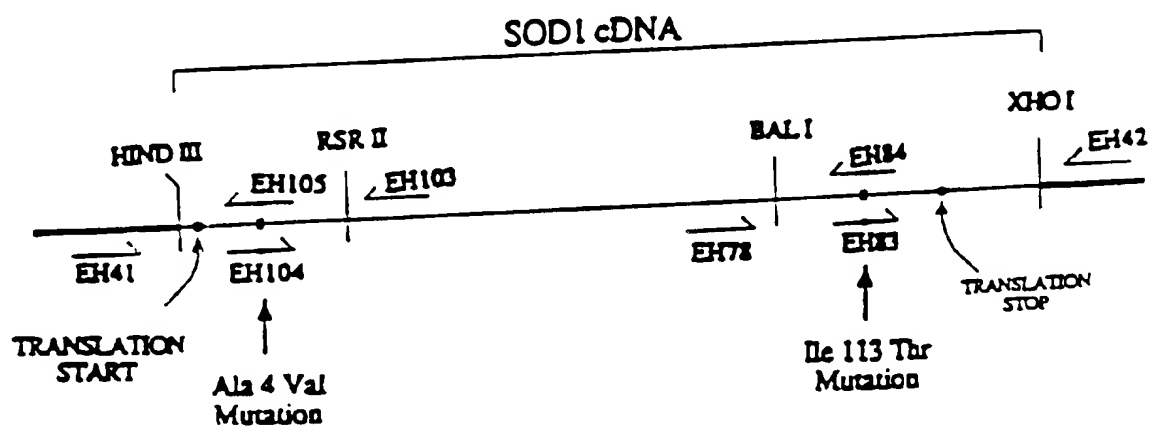 SOD1 cDNA
HIND III
RSR II
BAL I
XHO I
EH105
EH103
EH84
EH42
EH41
EH104
EH78
EH83
TRANSLATION
START
Ala 4 Val
Mutation
Ile 113 Thr
Mutation
TRANSLATION
STOP